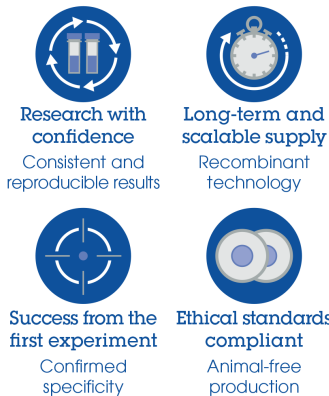 Research with
confidence
Consistent and
reproducible results
Long-term and
scalable supply
Recombinant
technology
Success from the
first experiment
Confirmed
specificity
Ethical standards
compliant
Animal-free
production